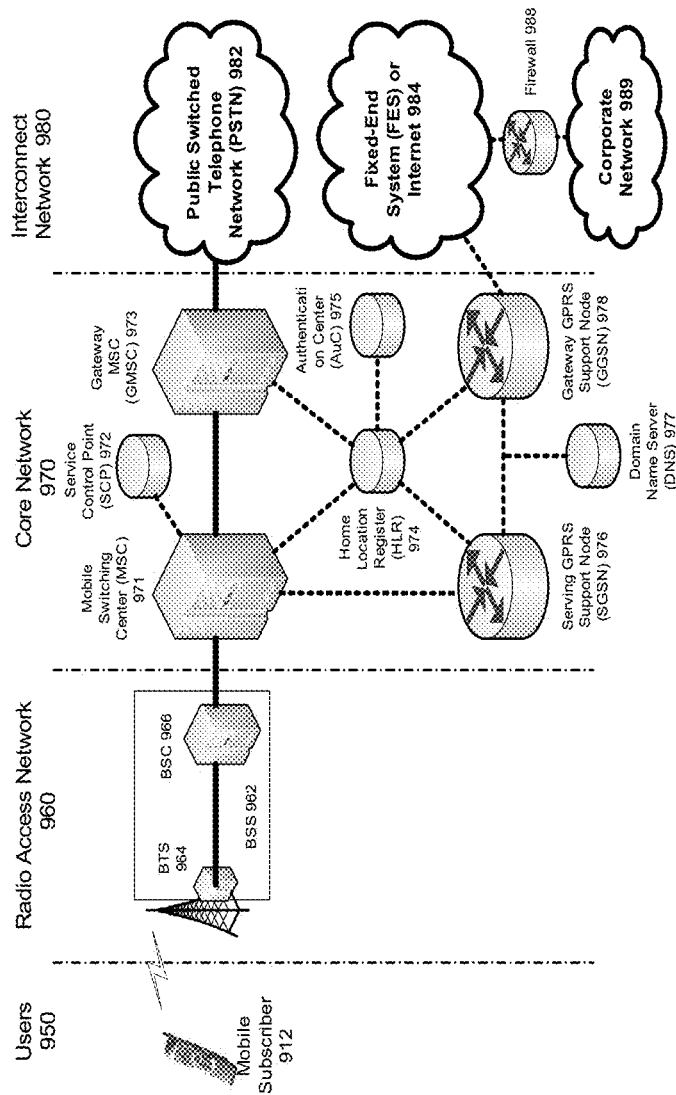 Users
950
Radio Access Network
960
Core Network
970
Interconnect
Network 980
Mobile
Subscriber
912
BTS
964
BSC 966
BSS 962
Mobile
Switching
Center (MSC)
971
Service
Control Point
(SCP) 972
Gateway
MSC
(GMSC) 973
Public Switched
Telephone
Network (PSTN) 982
Home
Location
Register
(HLR)
974
Authenticati
on Center
(AuC) 975
Fixed-End
System (FES) or
Internet 984
Serving GPRS
Support Node
(SGSN) 976
Gateway GPRS
Support Node
(GGSN) 978
Domain
Name Server
(DNS) 977
Firewall 988
Corporate
Network 989